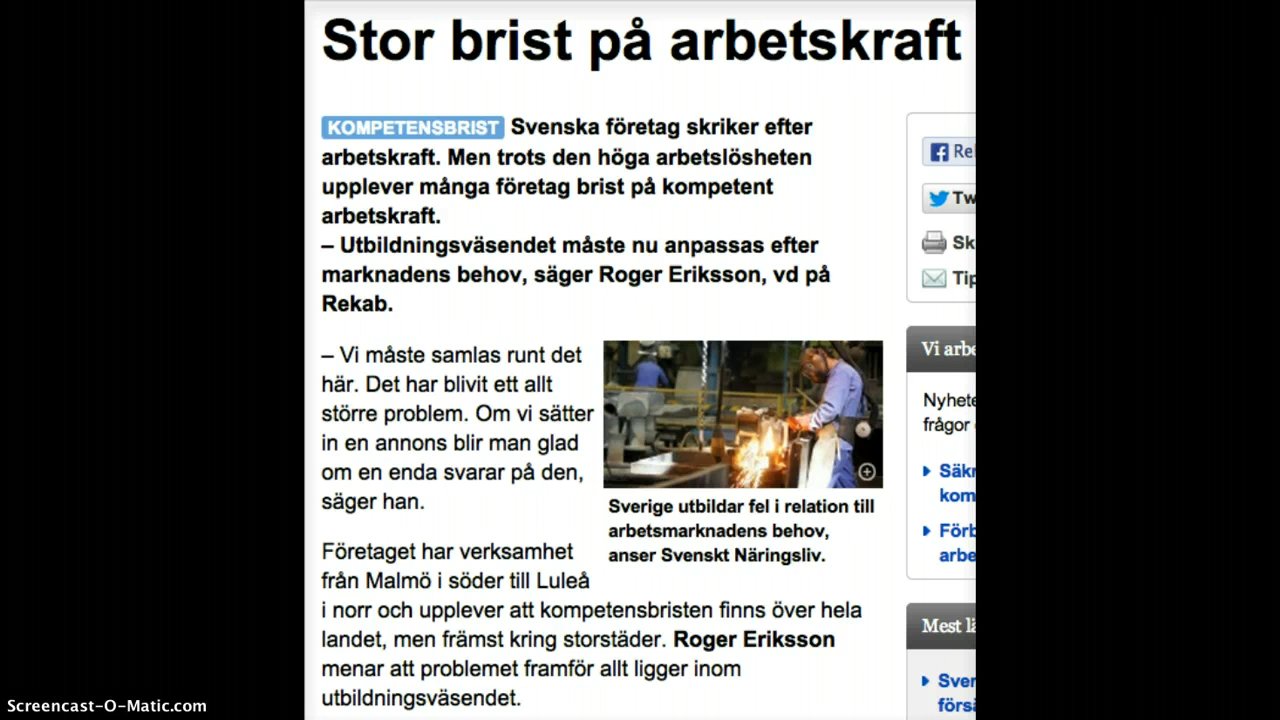 Stor brist på arbetskraft
KOMPETENSBRIST Svenska företag skriker efter
arbetskraft. Men trots den höga arbetslösheten
upplever många företag brist på kompetent
arbetskraft.
– Utbildningsväsendet måste nu anpassas efter
marknadens behov, säger Roger Eriksson, vd på
Rekab.
– Vi måste samlas runt det
här. Det har blivit ett allt
större problem. Om vi sätter
in en annons blir man glad
om en enda svarar på den,
säger han.
Sverige utbildar fel i relation till
arbetsmarknadens behov,
anser Svenskt Näringsliv.
Företaget har verksamhet
från Malmö i söder till Luleå
i norr och upplever att kompetensbristen finns över hela
landet, men främst kring storstäder. Roger Eriksson
menar att problemet framför allt ligger inom
utbildningsväsendet.
Vi
Mest
Screencast-O-Matic.com